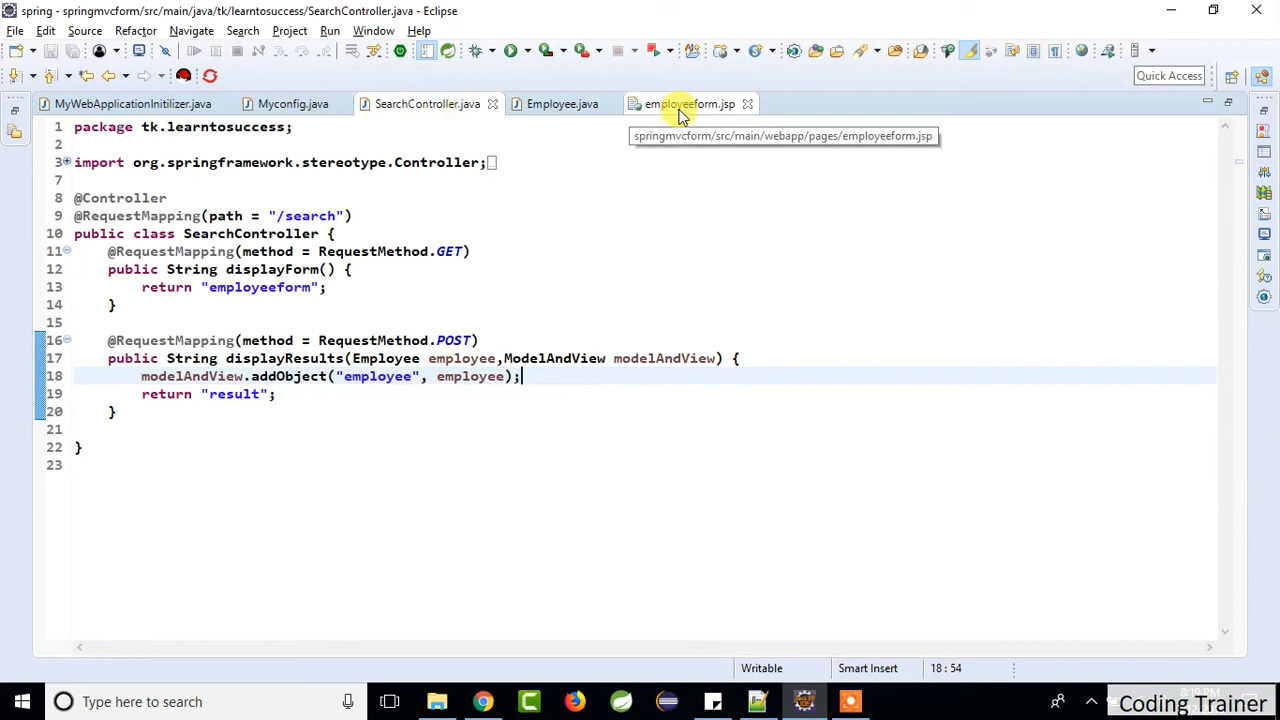 spring - springmvcform/src/main/java/tk/learntosuccess/SearchController.java - Eclipse
File Edit Source Refactor Navigate Search Project Run Window Help
Quick Access
MyWebApplicationInitilizer.java Myconfig.java SearchController.java Employee.java employeeform.jsp
springmvcform/src/main/webapp/pages/employeeform.jsp
1 package tk.learntosuccess;
2
3 import org.springframework.stereotype.Controller;
7
8 @Controller
9 @RequestMapping(path = "/search")
10 public class SearchController {
11 @RequestMapping(method = RequestMethod.GET)
12 public String displayForm() {
13 return "employeeform";
14 }
15
16 @RequestMapping(method = RequestMethod.POST)
17 public String displayResults(Employee employee,ModelAndView modelAndView) {
18 modelAndView.addObject("employee", employee);
19 return "result";
20 }
21
22 }
23
Writable Smart Insert 18 : 54
Type here to search
Coding Trainer